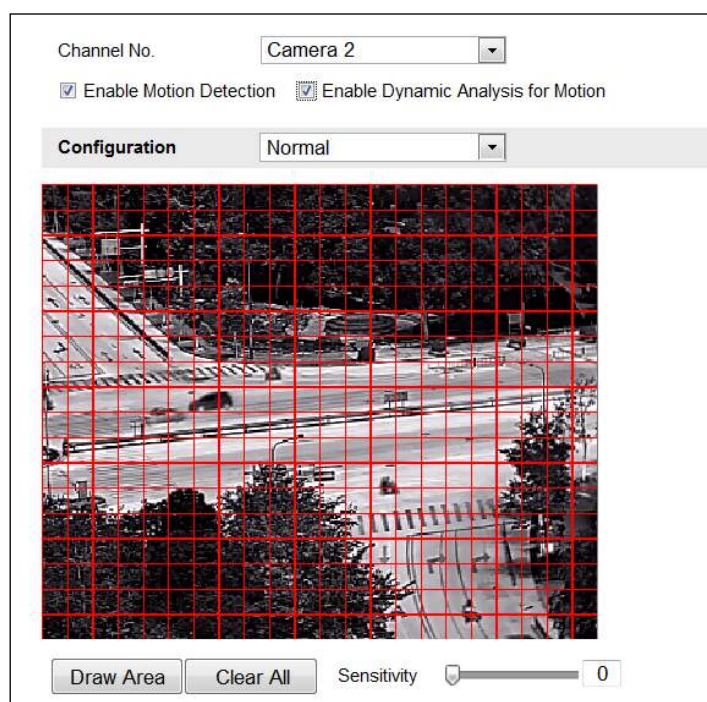 Channel No. Camera 2
Enable Motion Detection Enable Dynamic Analysis for Motion
Configuration Normal
Draw Area Clear All Sensitivity 0